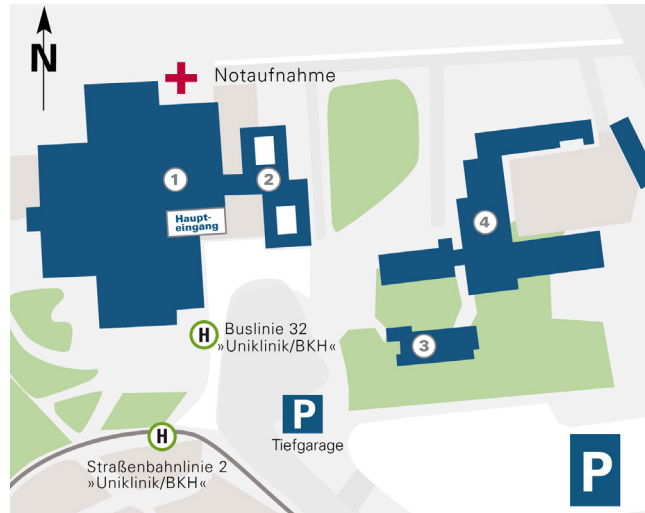 N
Notaufnahme
1
2
Haupt-
eingang
4
H
Buslinie 32
»Uniklinik/BKH«
3
P
Tiefgarage
H
Straßenbahnlinie 2
»Uniklinik/BKH«
P